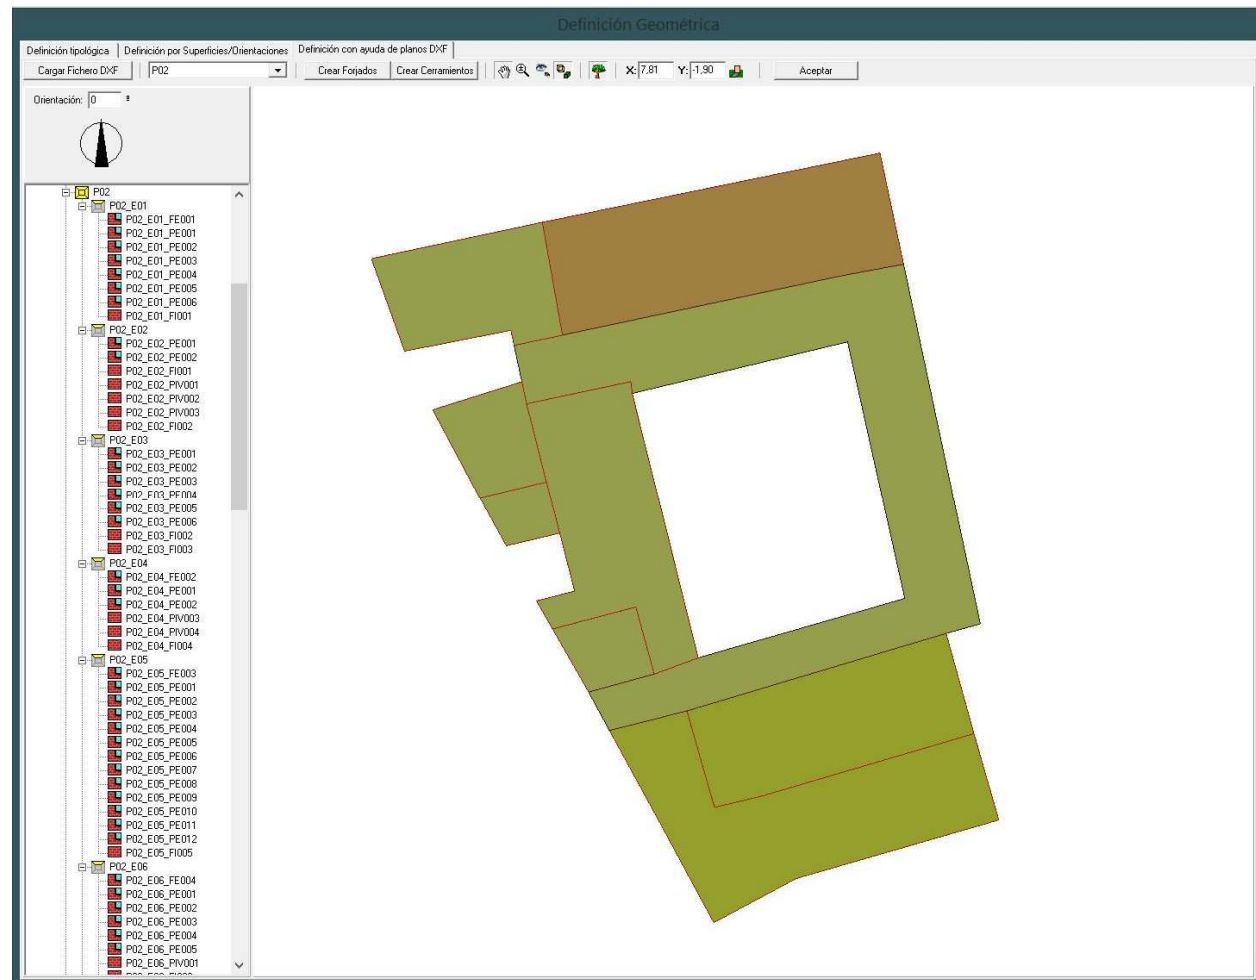 Definición Geométrica
Definición tipológica Definición por Superficies/Orientaciones Definición con ayuda de planos DXF
Cargar Fichero DXF P02 Crear Forjados Crear Cerramientos X: 7,81 Y: -1,90 Aceptar
Orientación: 0 º
P02
P02_E01
P02_E01_FE001
P02_E01_PE001
P02_E01_PE002
P02_E01_PE003
P02_E01_PE004
P02_E01_PE005
P02_E01_PE006
P02_E01_FI001
P02_E02
P02_E02_PE001
P02_E02_PE002
P02_E02_FI001
P02_E02_PIV001
P02_E02_PIV002
P02_E02_PIV003
P02_E02_FI002
P02_E03
P02_E03_PE001
P02_E03_PE002
P02_E03_PE003
P02_E03_PE004
P02_E03_PE005
P02_E03_PE006
P02_E03_FI002
P02_E03_FI003
P02_E04
P02_E04_FE002
P02_E04_PE001
P02_E04_PE002
P02_E04_PIV003
P02_E04_PIV004
P02_E04_FI004
P02_E05
P02_E05_FE003
P02_E05_PE001
P02_E05_PE002
P02_E05_PE003
P02_E05_PE004
P02_E05_PE005
P02_E05_PE006
P02_E05_PE007
P02_E05_PE008
P02_E05_PE009
P02_E05_PE010
P02_E05_PE011
P02_E05_PE012
P02_E05_FI005
P02_E06
P02_E06_FE004
P02_E06_PE001
P02_E06_PE002
P02_E06_PE003
P02_E06_PE004
P02_E06_PE005
P02_E06_PIV001